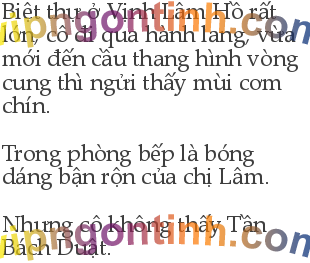 Biệt thự ở Vịnh Lâm Hồ rất
lớn, cô đi qua hành lang, vừa
mới đến cầu thang hình vòng
cung thì ngửi thấy mùi cơm
chín.
Trong phòng bếp là bóng
dáng bận rộn của chị Lâm.
Nhưng cô không thấy Tần
Bách Duật.